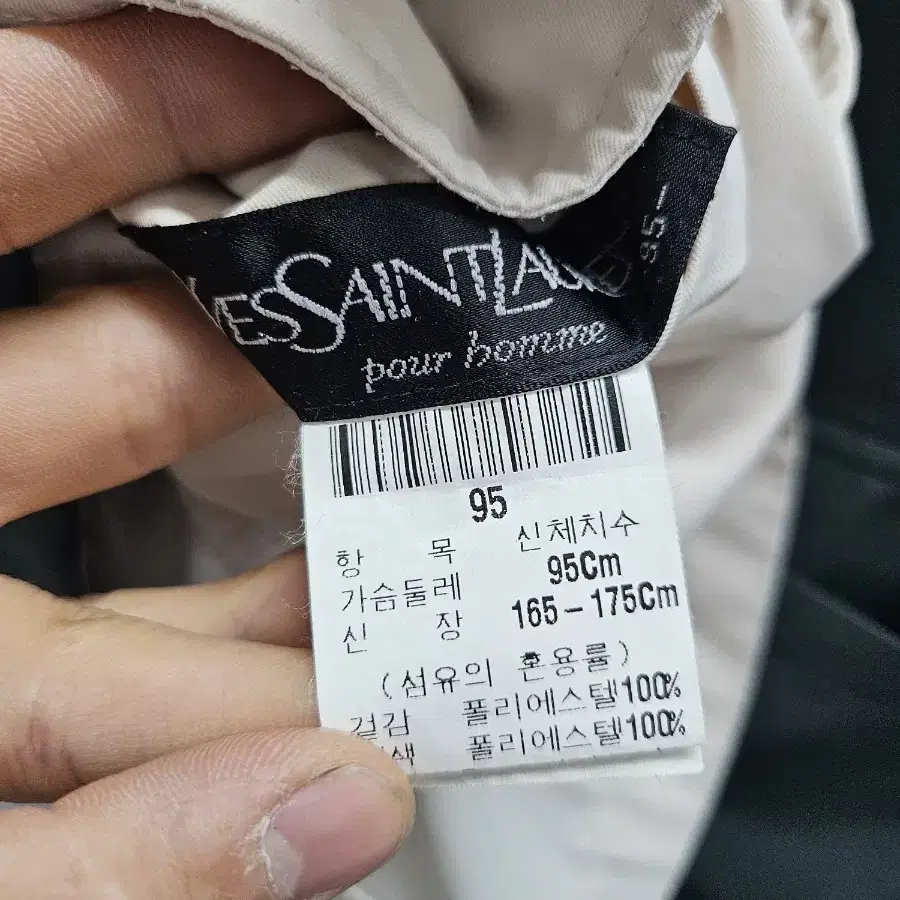 YVESSAINTLAURENT
pour homme
-95-
95
항 목 신체치수
가슴둘레 95Cm
신 장 165-175Cm
(섬유의 혼용률)
겉감 폴리에스텔100%
폴리에스텔100%